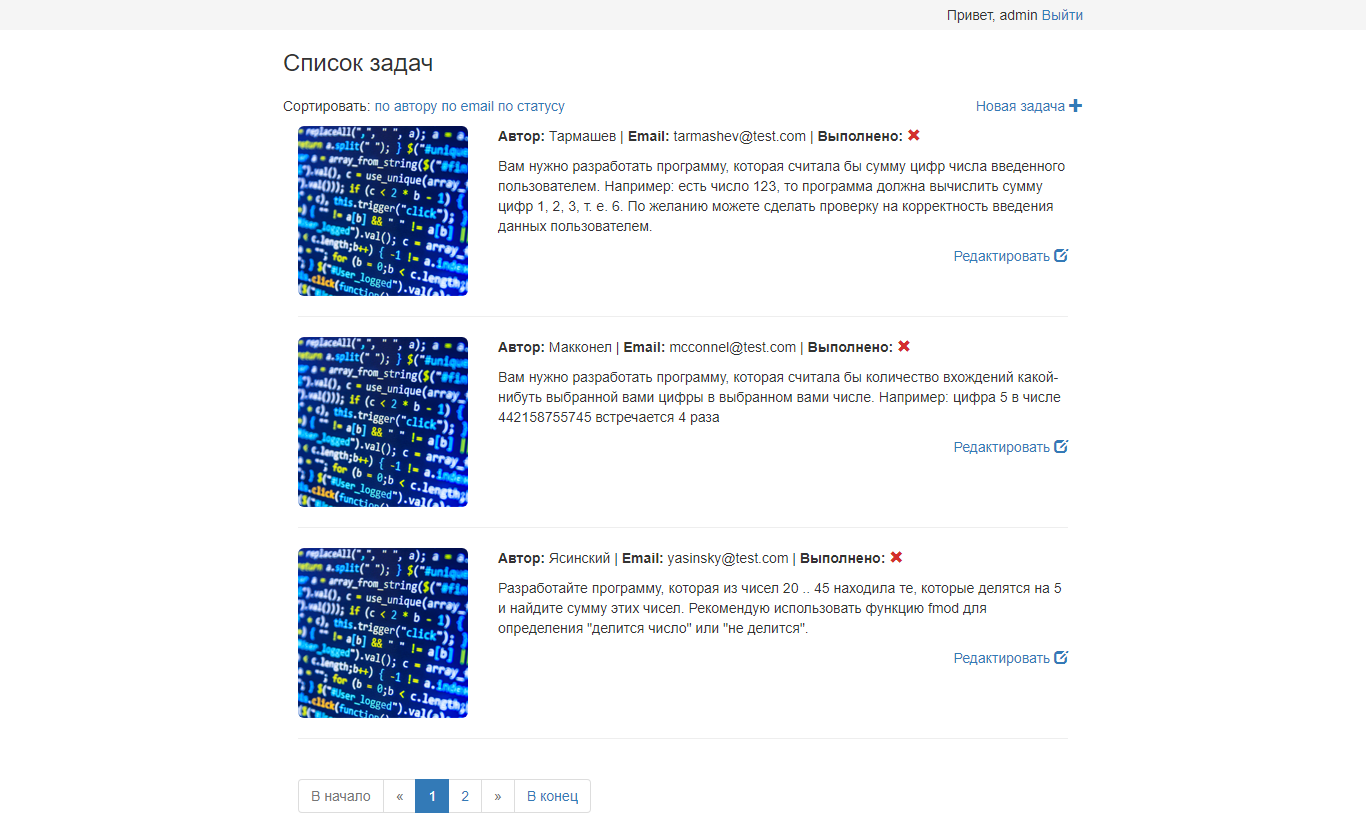 Привет, admin Выйти
Список задач
Сортировать: по автору по email по статусу
Новая задача
Автор: Тармашев | Email: tarmashev@test.com | Выполнено:
Вам нужно разработать программу, которая считала бы сумму цифр числа введенного
пользователем. Например: есть число 123, то программа должна вычислить сумму
цифр 1, 2, 3, т. е. 6. По желанию можете сделать проверку на корректность введения
данных пользователем.
Редактировать
Автор: Макконел | Email: mcconnel@test.com | Выполнено:
Вам нужно разработать программу, которая считала бы количество вхождений какой-
нибуть выбранной вами цифры в выбранном вами числе. Например: цифра 5 в числе
442158755745 встречается 4 раза
Редактировать
Автор: Ясинский | Email: yasinsky@test.com | Выполнено:
Разработайте программу, которая из чисел 20 .. 45 находила те, которые делятся на 5
и найдите сумму этих чисел. Рекомендую использовать функцию fmod для
определения "делится число" или "не делится".
Редактировать
В начало « 1 2 » В конец